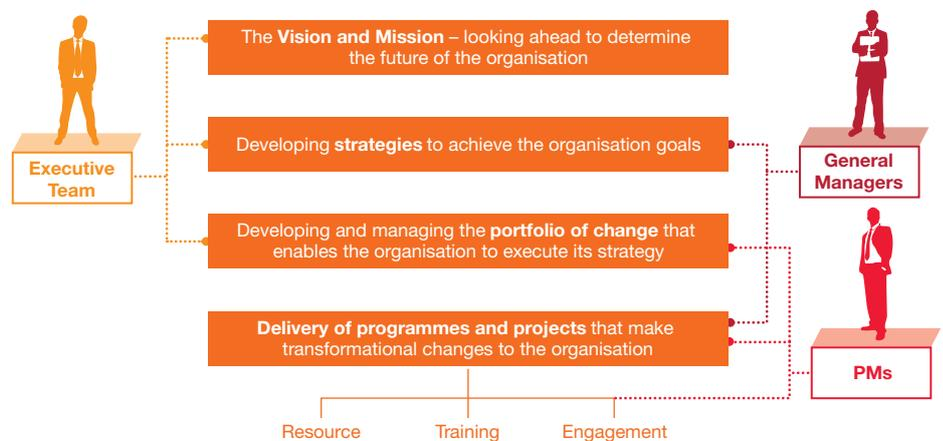 The Vision and Mission – looking ahead to determine
the future of the organisation
Executive
Team
Developing strategies to achieve the organisation goals
General
Managers
Developing and managing the portfolio of change that
enables the organisation to execute its strategy
Delivery of programmes and projects that make
transformational changes to the organisation
PMs
Resource
Training
Engagement